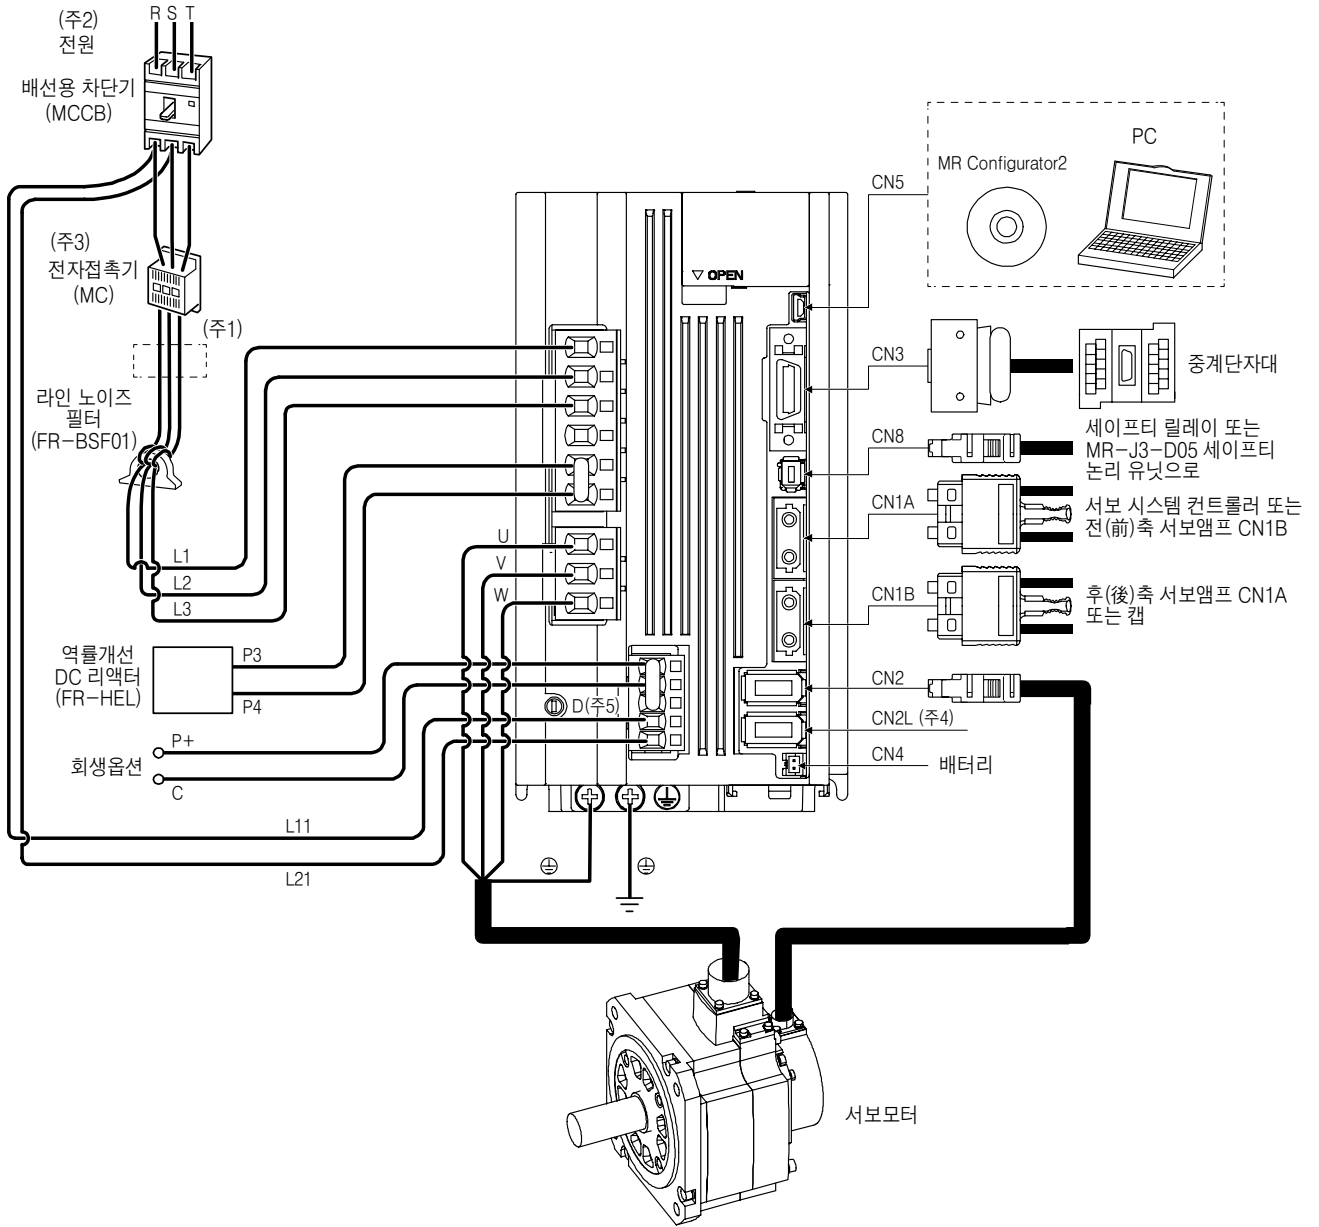 (주2)
전원
R S T
배선용 차단기
(MCCB)
(주3)
전자접촉기
(MC)
(주1)
라인 노이즈
필터
(FR-BSF01)
L1
L2
L3
역률개선
DC 리액터
(FR-HEL)
P3
P4
P+
회생옵션
C
L11
L21
U
V
W
D(주5)
▽ OPEN
CN5
MR Configurator2
PC
CN3
중계단자대
CN8
세이프티 릴레이 또는
MR-J3-D05 세이프티
논리 유닛으로
CN1A
서보 시스템 컨트롤러 또는
전(前)축 서보앰프 CN1B
CN1B
후(後)축 서보앰프 CN1A
또는 캡
CN2
CN2L (주4)
CN4
배터리
서보모터